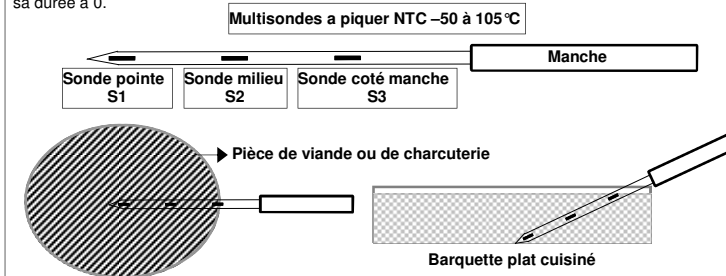 sa durée à 0.
Multisondes a piquer NTC –50 à 105°C
Manche
Sonde pointe
S1
Sonde milieu
S2
Sonde coté manche
S3
Pièce de viande ou de charcuterie
Barquette plat cuisiné